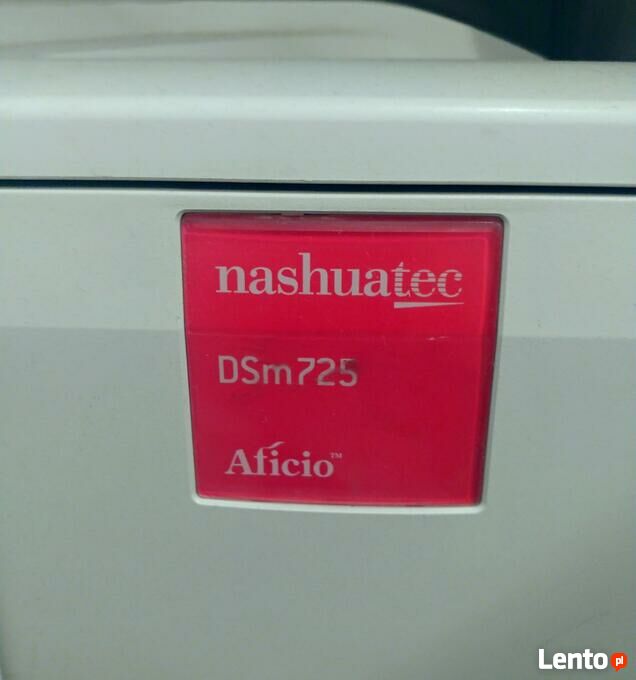 nashuatec
DSm725
Aficio™
Lento.pl